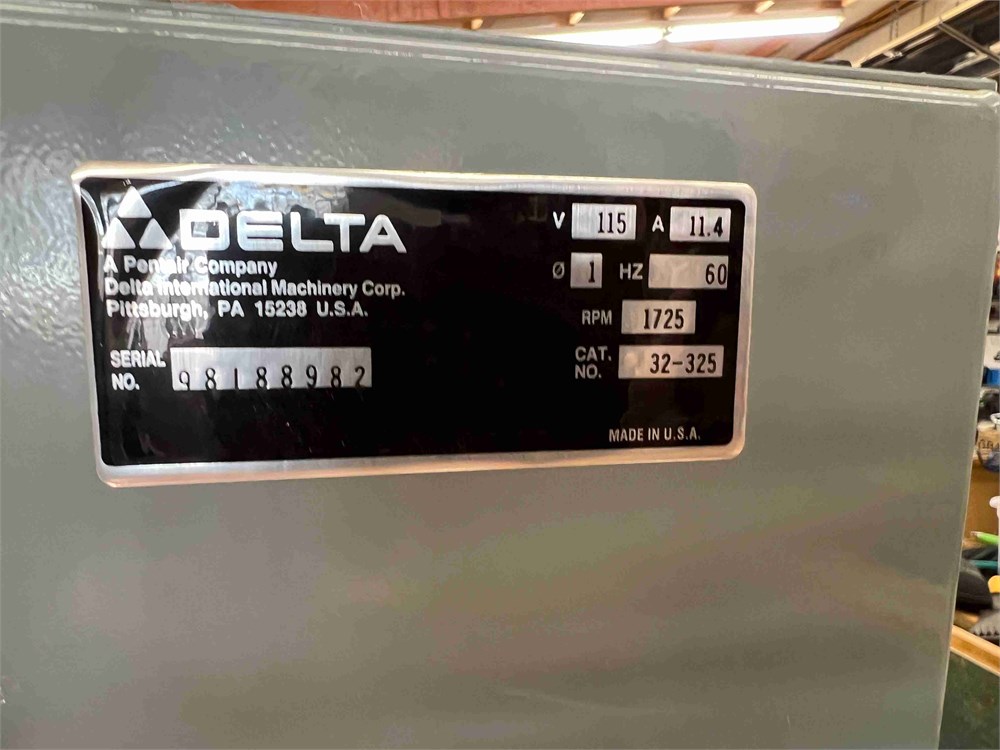 DELTA
A Pentair Company
Delta International Machinery Corp.
Pittsburgh, PA 15238 U.S.A.
SERIAL NO. 98188982
V 115 A 11.4
Ø 1 HZ 60
RPM 1725
CAT. NO. 32-325
MADE IN U.S.A.